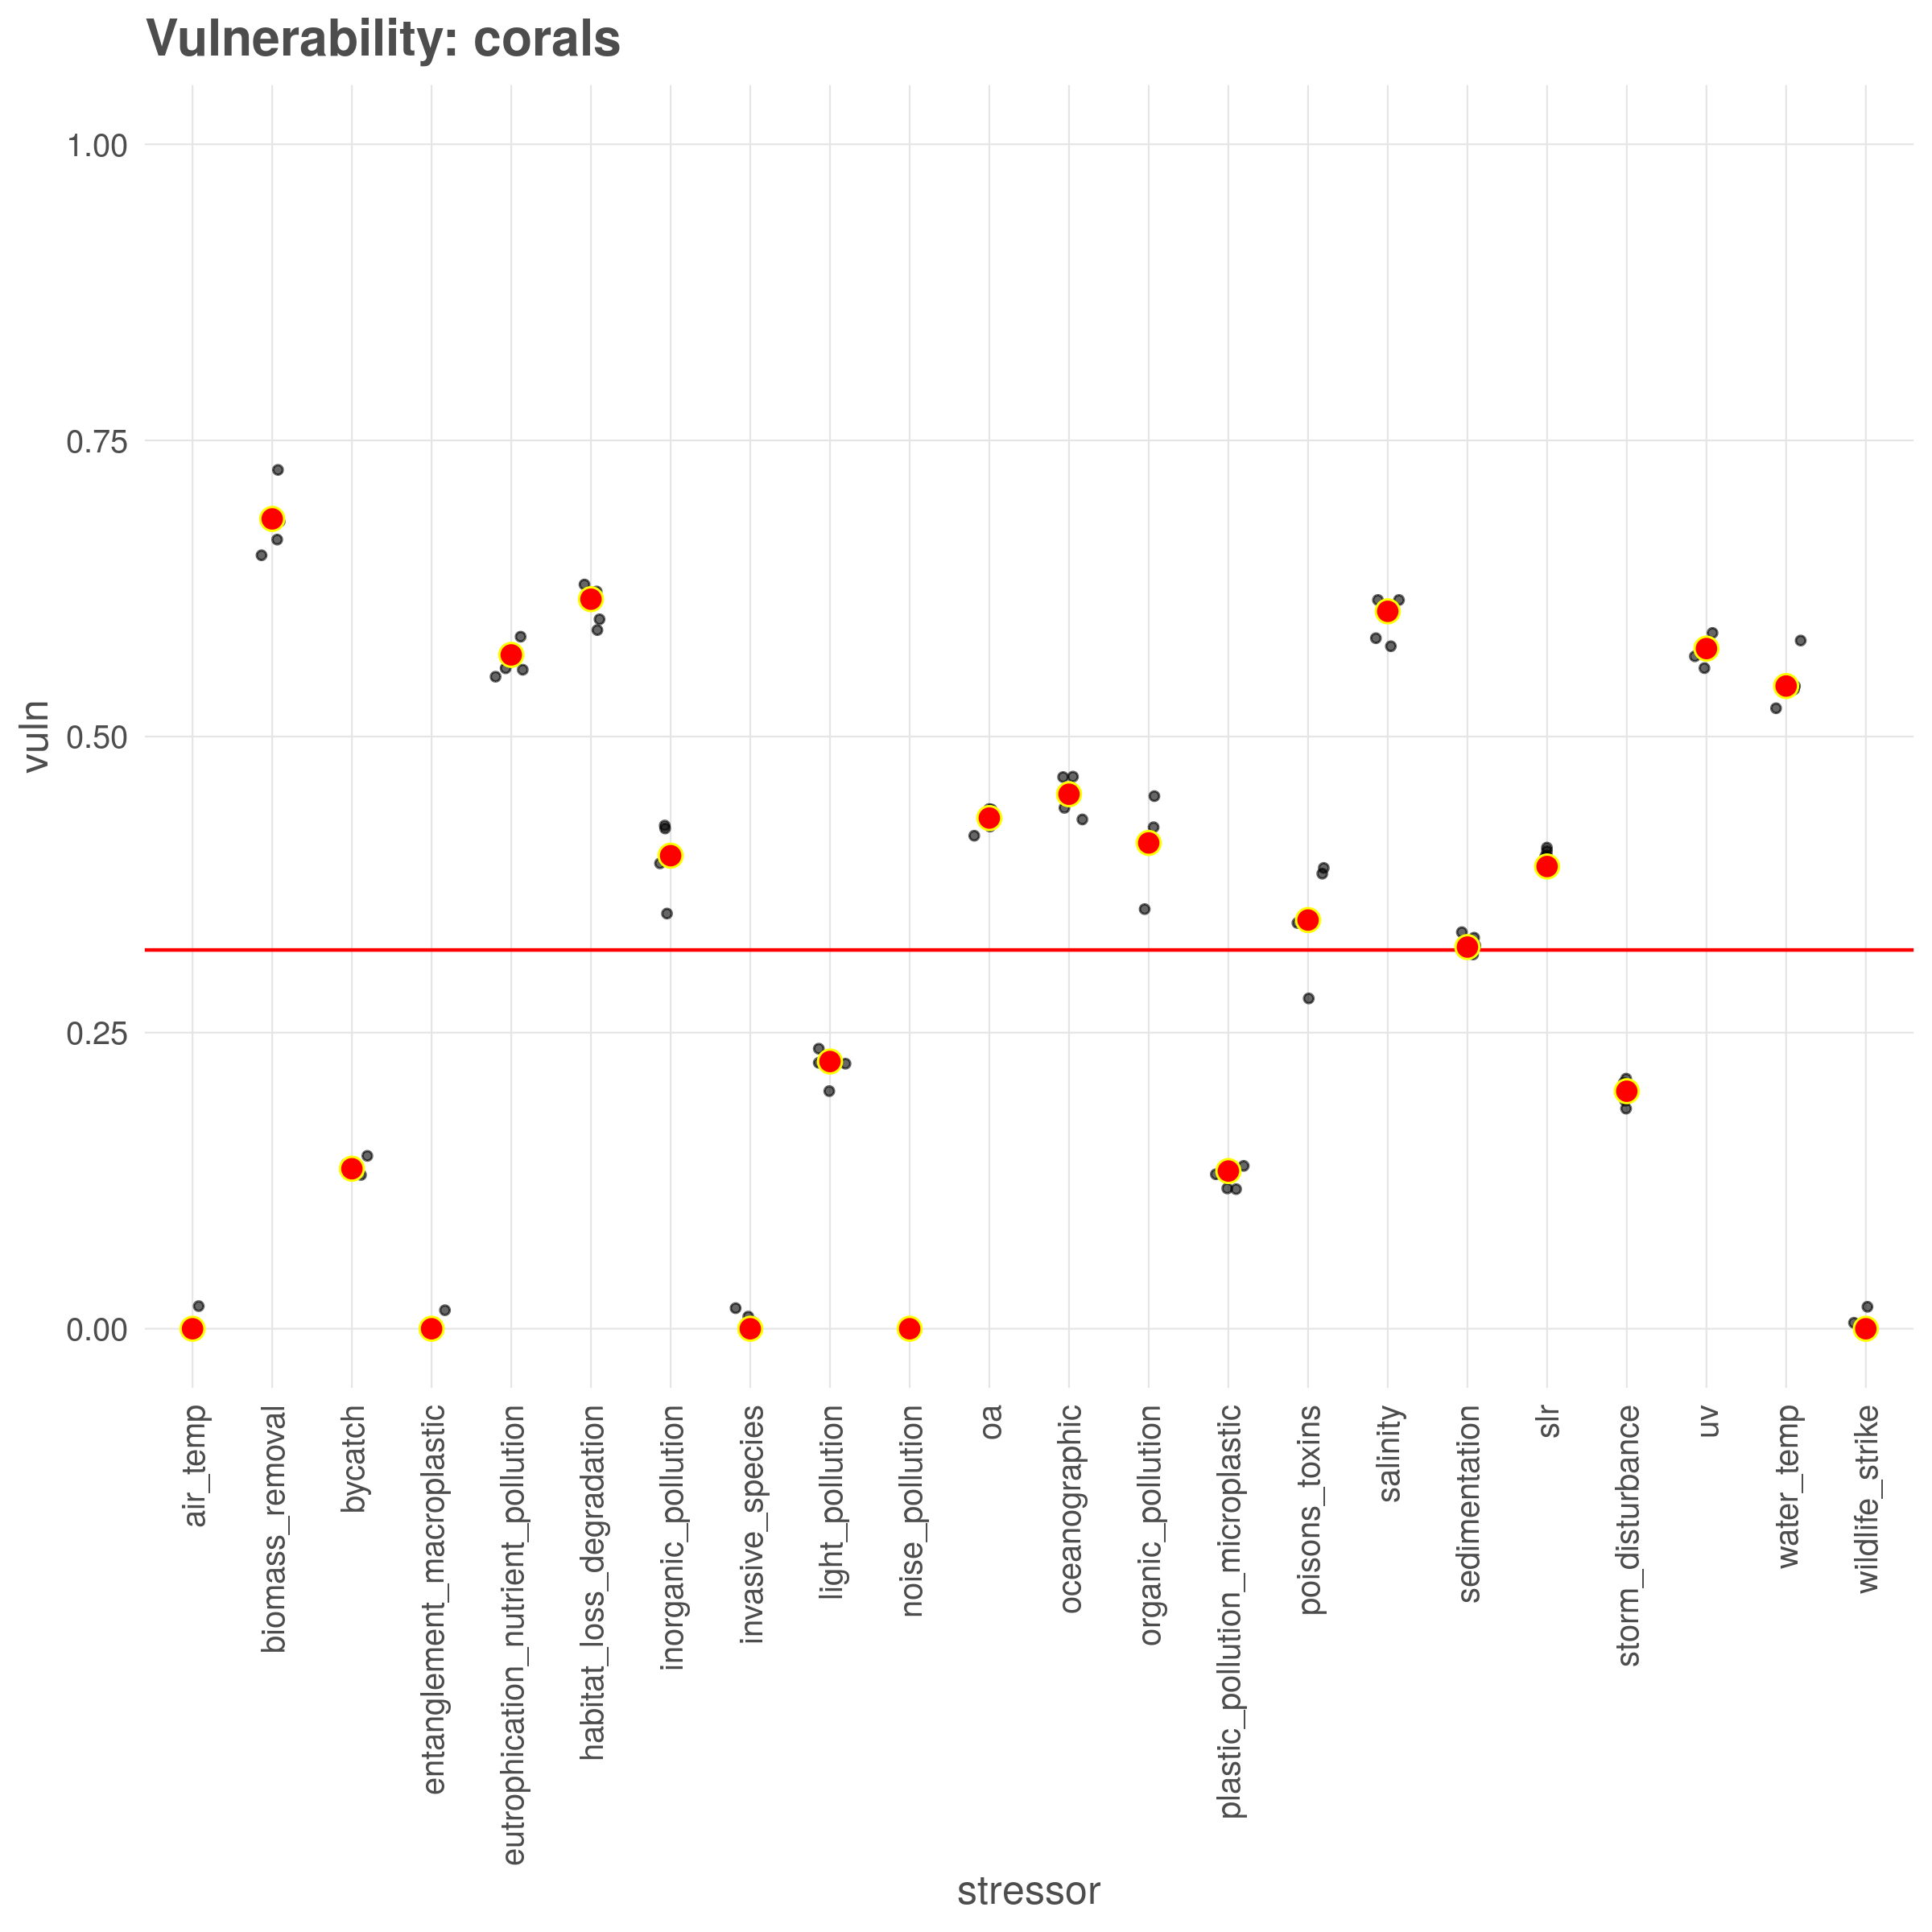 Vulnerability: corals
1.00
0.75
0.50
0.25
0.00
vuln
air_temp
biomass_removal
bycatch
entanglement_macroplastic
eutrophication_nutrient_pollution
habitat_loss_degradation
inorganic_pollution
invasive_species
light_pollution
noise_pollution
oa
oceanographic
organic_pollution
plastic_pollution_microplastic
poisons_toxins
salinity
sedimentation
slr
storm_disturbance
uv
water_temp
wildlife_strike
stressor